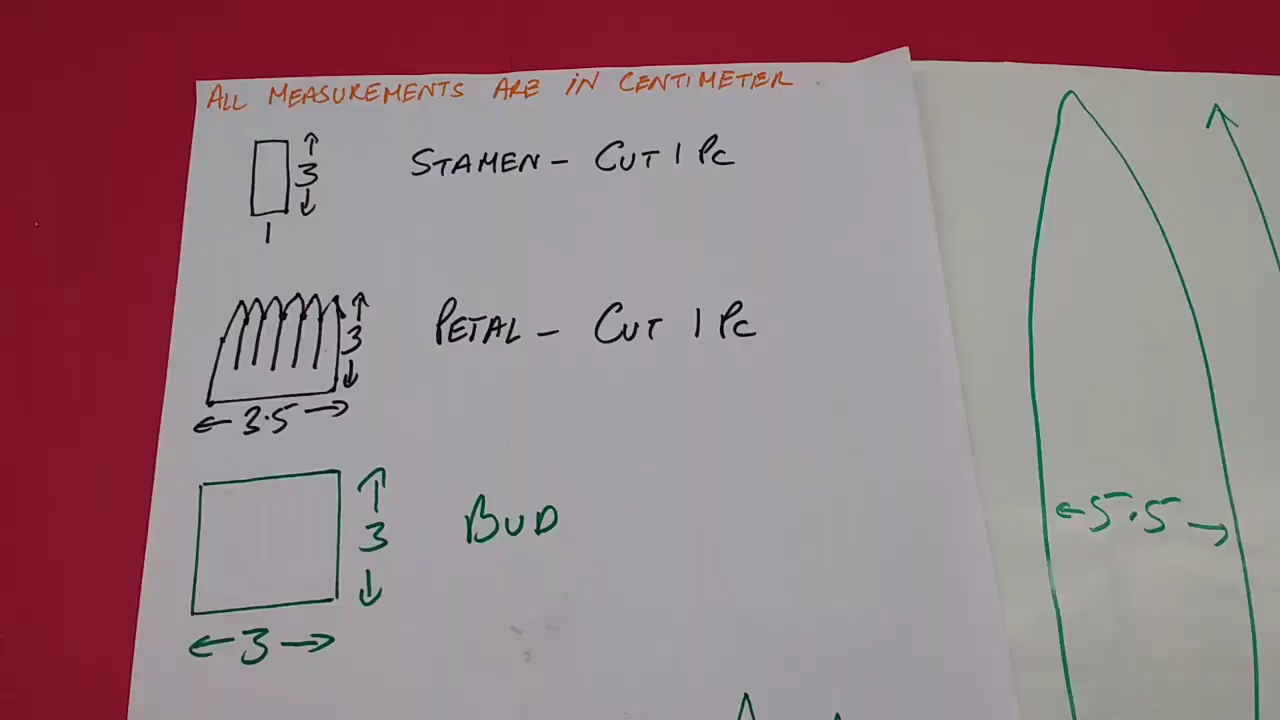 ALL MEASUREMENTS ARE IN CENTIMETER
3
1
STAMEN - CUT 1 PC
3
3.5
PETAL - CUT 1 PC
3
3
BUD
5.5